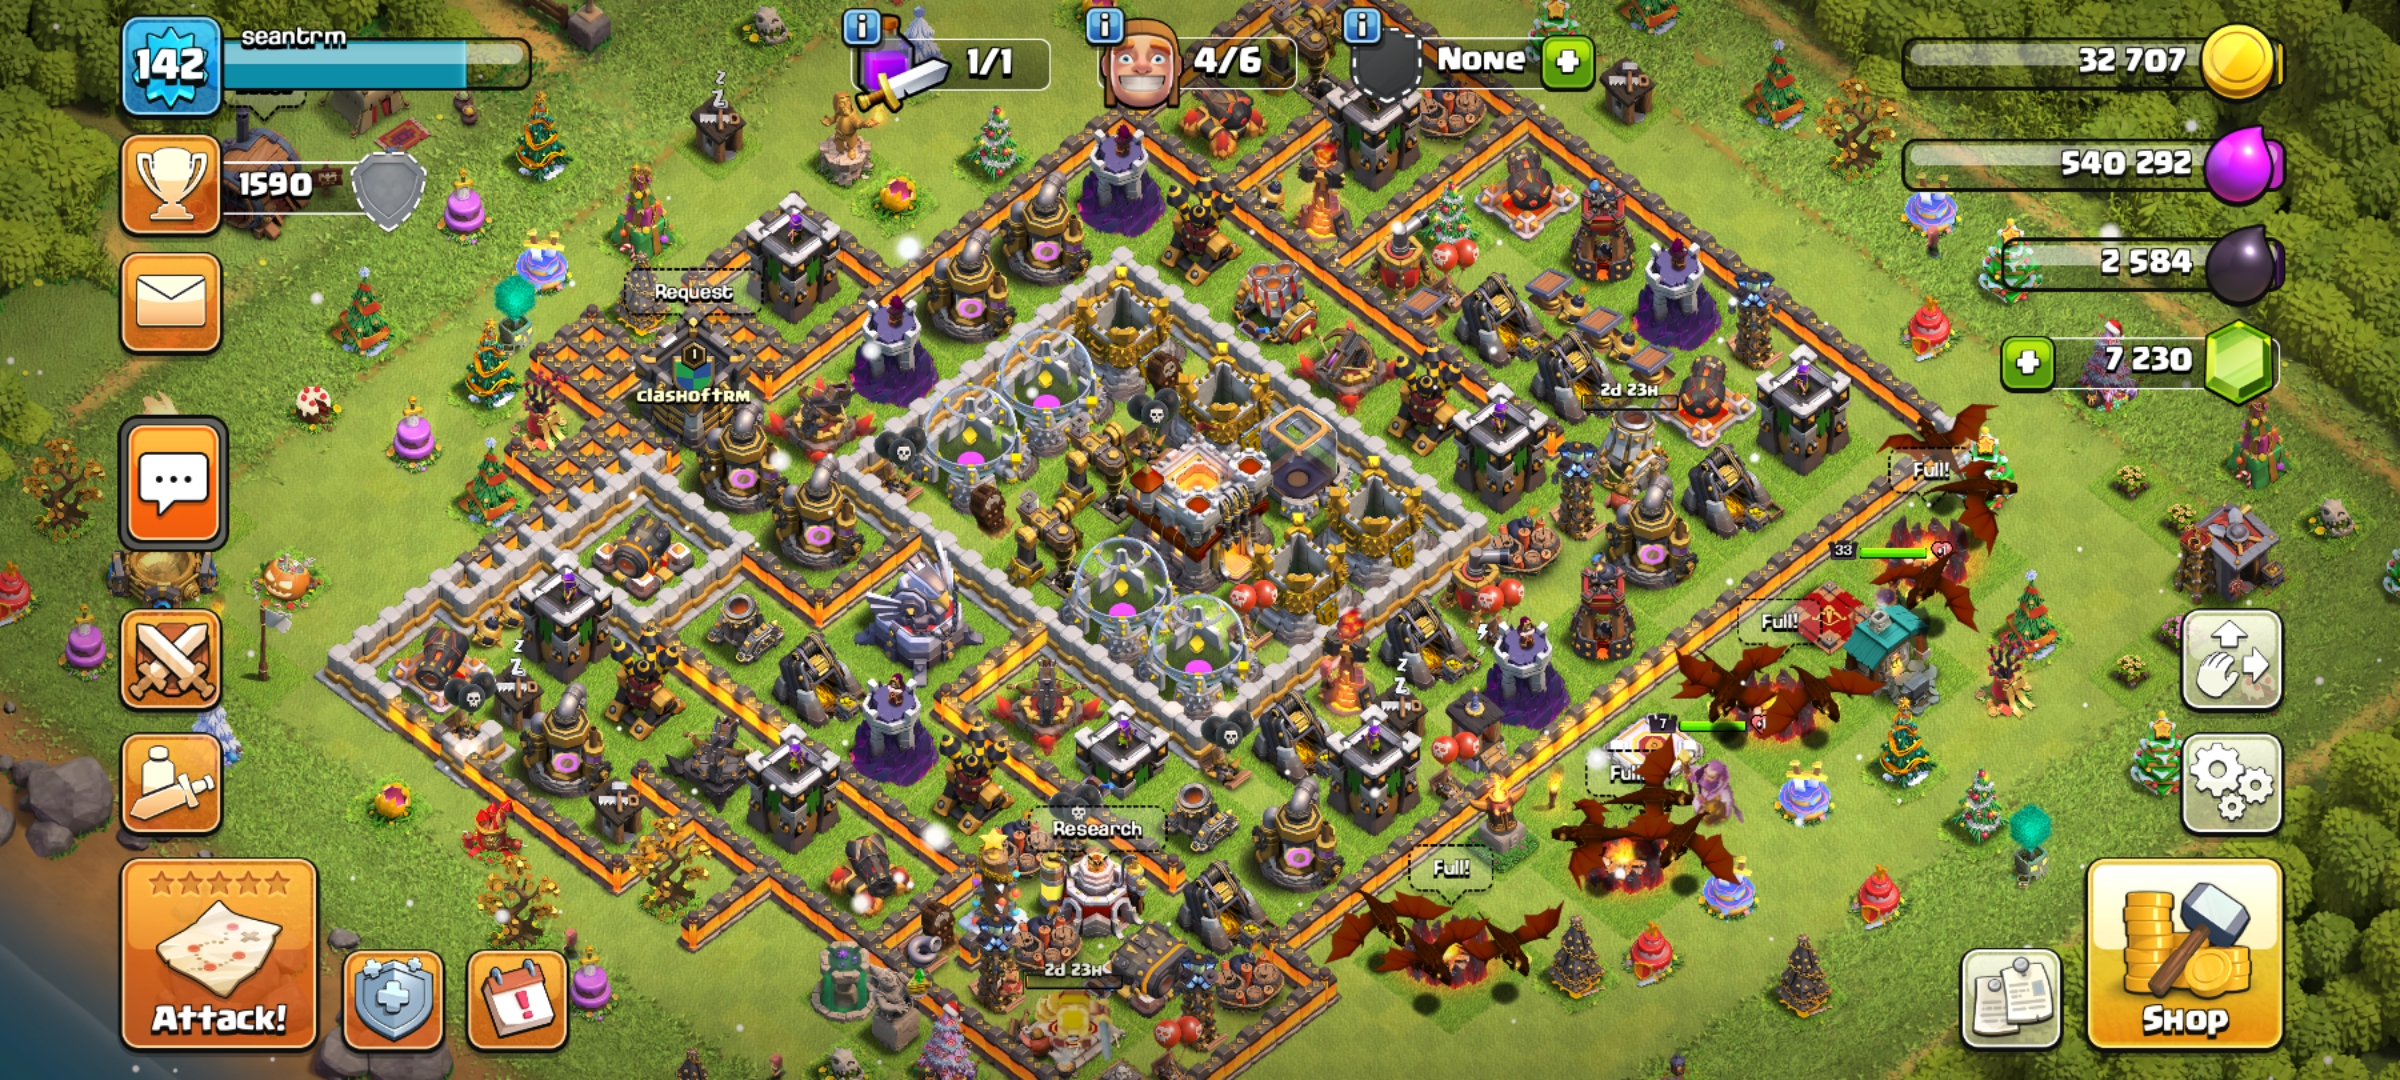 142
seantrm
1/1
4/6
None
32 707
1590
540 292
2 584
7 230
Request
clashoftrm
2d 23H
Full!
33
Full!
7
Full!
Research
Full!
2d 23H
Attack!
Shop